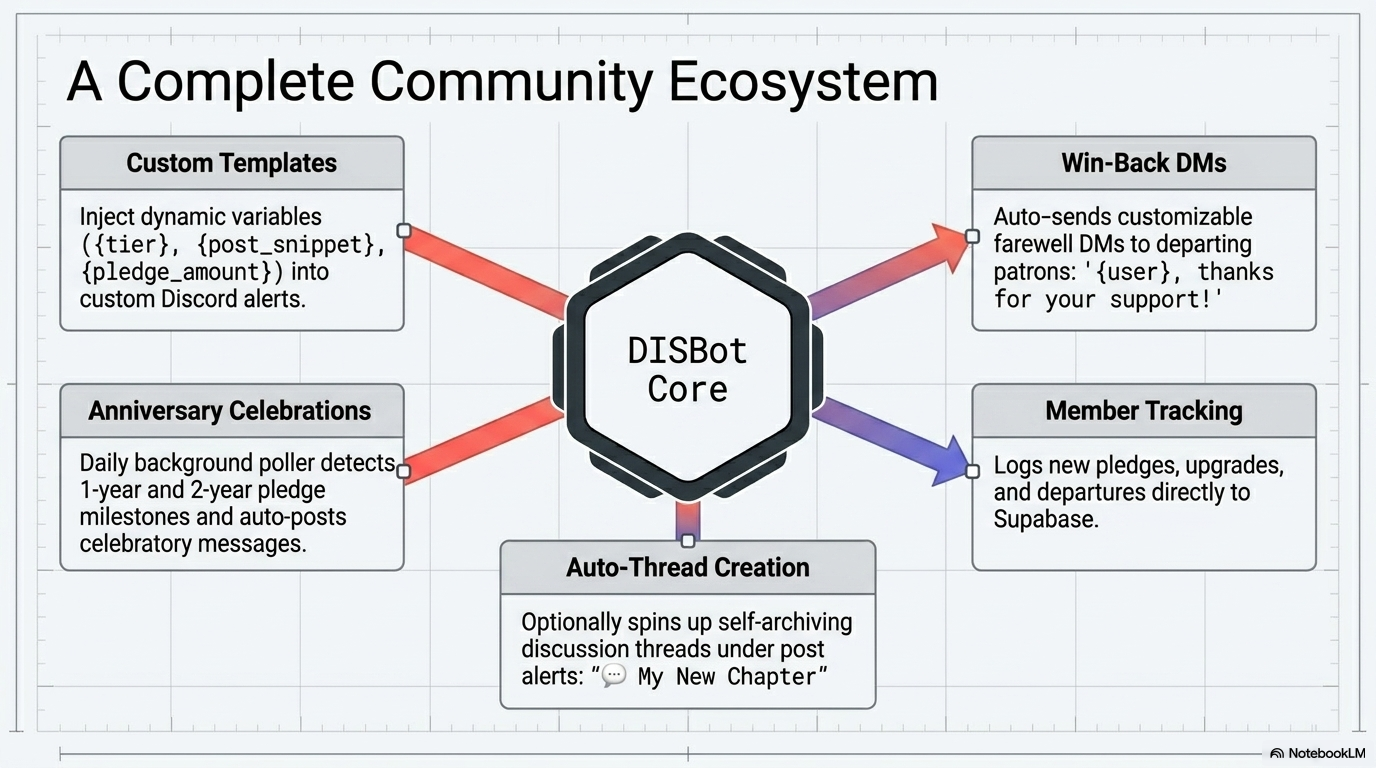 A Complete Community Ecosystem
Custom Templates
Inject dynamic variables
({tier}, {post_snippet},
{pledge_amount}) into
custom Discord alerts.
Anniversary Celebrations
Daily background poller detects
1-year and 2-year pledge
milestones and auto-posts
celebratory messages.
DISBot
Core
Auto-Thread Creation
Optionally spins up self-archiving
discussion threads under post
alerts: "💬 My New Chapter"
Win-Back DMs
Auto-sends customizable
farewell DMs to departing
patrons: '{user}, thanks
for your support!'
Member Tracking
Logs new pledges, upgrades,
and departures directly to
Supabase.
NotebookLM